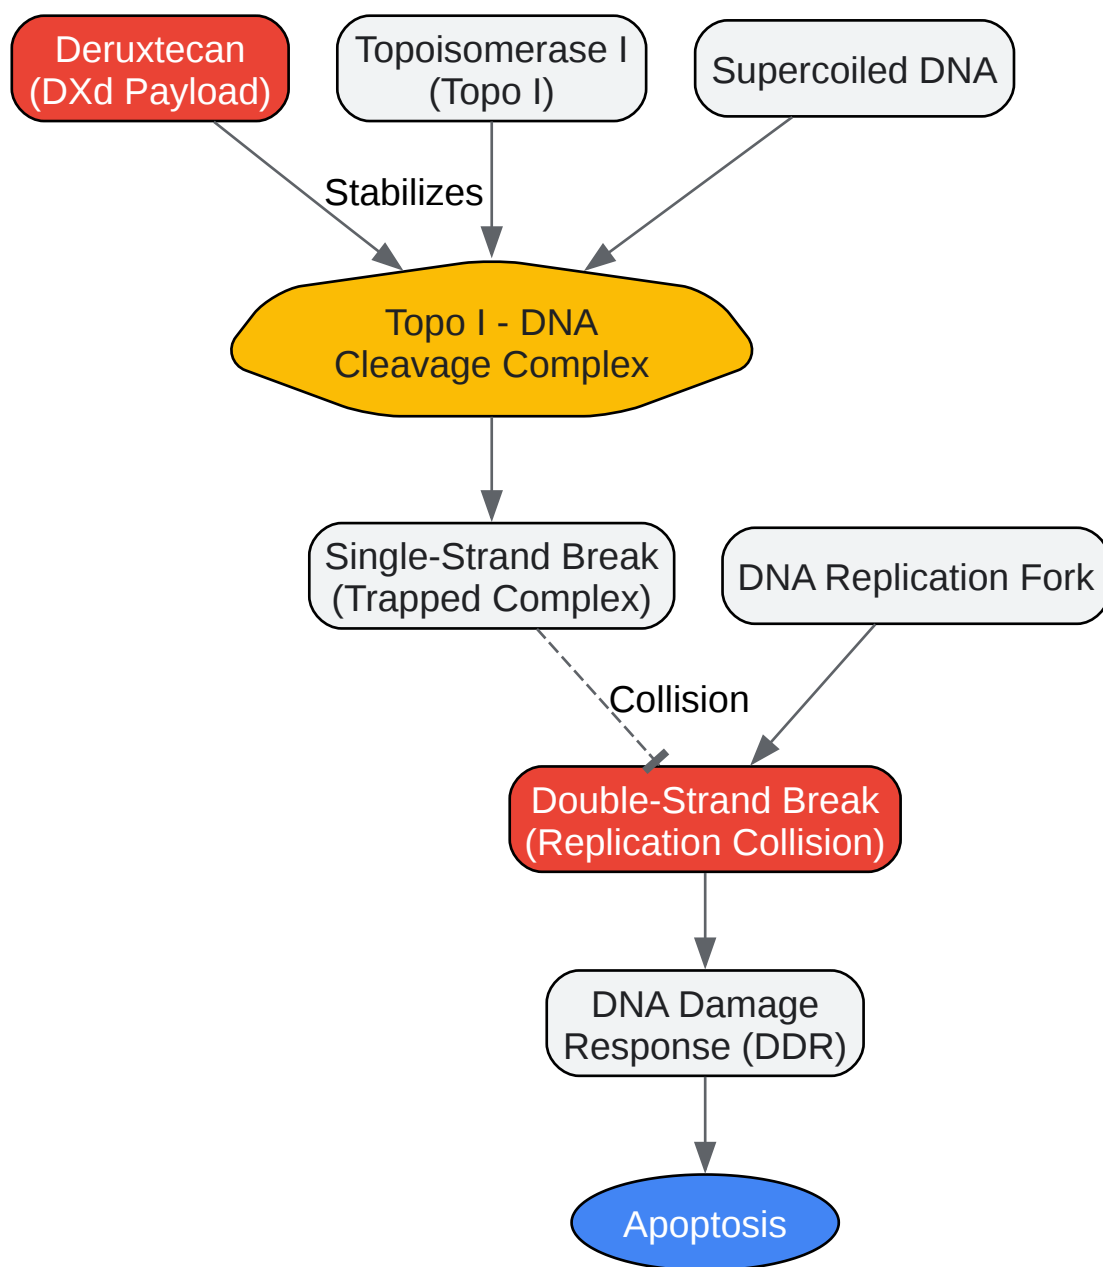 Deruxtecan
(DXd Payload)
Topoisomerase I
(Topo I)
Supercoiled DNA
Stabilizes
Topo I - DNA
Cleavage Complex
Single-Strand Break
(Trapped Complex)
DNA Replication Fork
Collision
Double-Strand Break
(Replication Collision)
DNA Damage
Response (DDR)
Apoptosis